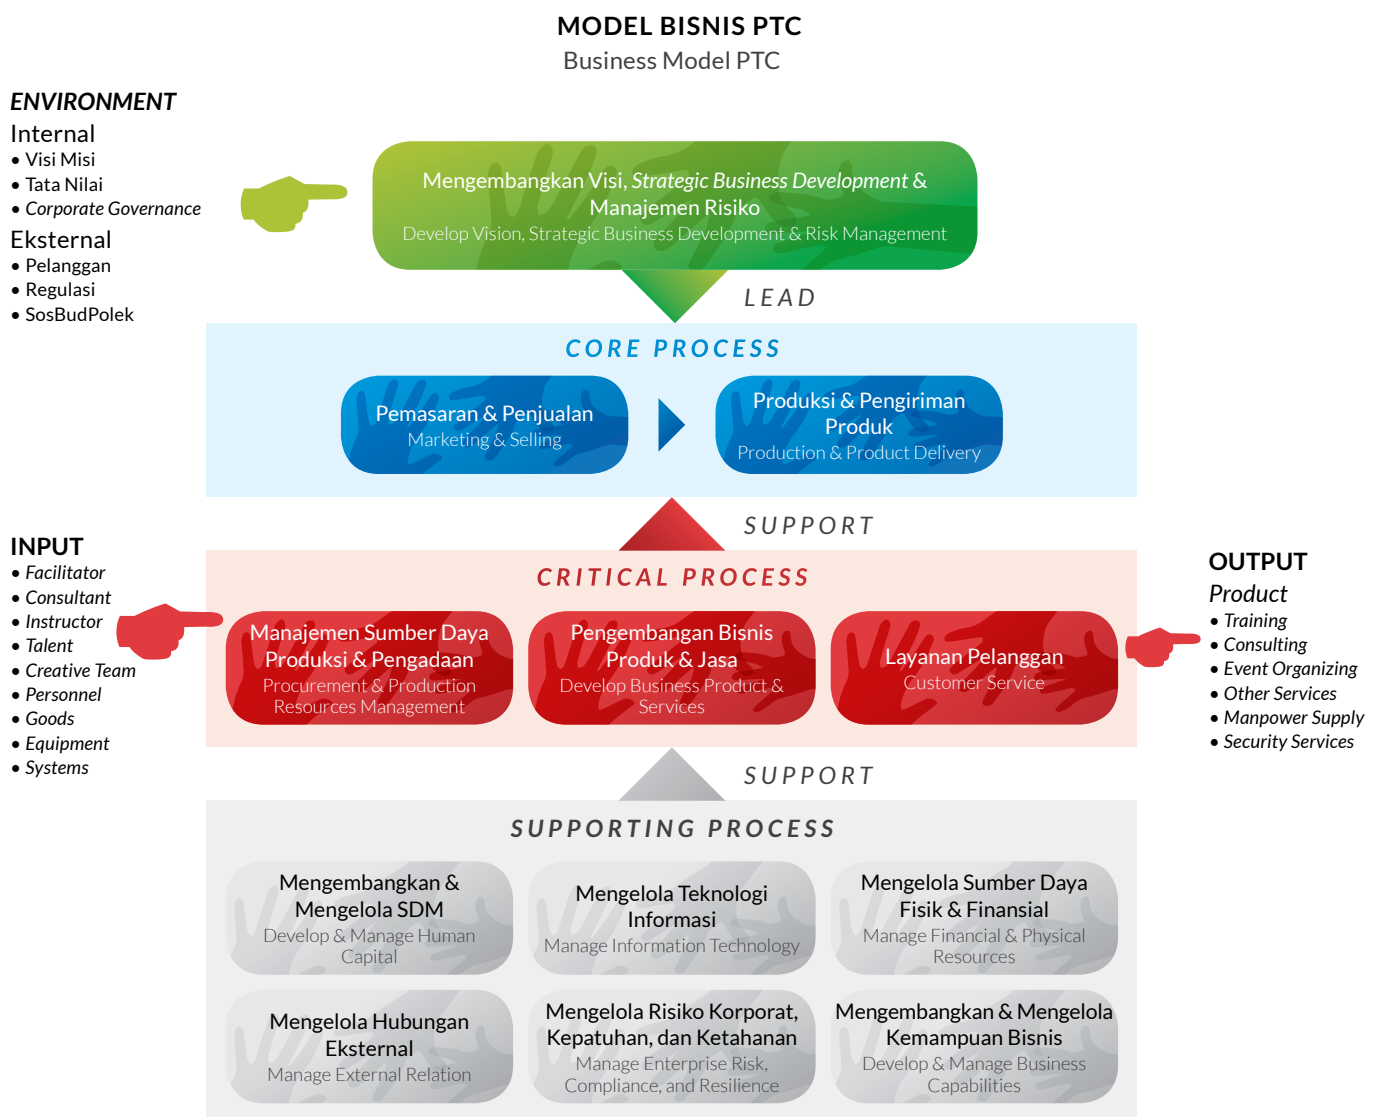 MODEL BISNIS PTC
Business Model PTC
ENVIRONMENT
Internal
• Visi Misi
• Tata Nilai
• Corporate Governance
Eksternal
• Pelanggan
• Regulasi
• SosBudPolek
Mengembangkan Visi, Strategic Business Development &
Manajemen Risiko
Develop Vision, Strategic Business Development & Risk Management
LEAD
CORE PROCESS
Pemasaran & Penjualan
Marketing & Selling
Produksi & Pengiriman
Produk
Production & Product Delivery
SUPPORT
INPUT
• Facilitator
• Consultant
• Instructor
• Talent
• Creative Team
• Personnel
• Goods
• Equipment
• Systems
CRITICAL PROCESS
Manajemen Sumber Daya
Produksi & Pengadaan
Procurement & Production
Resources Management
Pengembangan Bisnis
Produk & Jasa
Develop Business Product &
Services
Layanan Pelanggan
Customer Service
OUTPUT
Product
• Training
• Consulting
• Event Organizing
• Other Services
• Manpower Supply
• Security Services
SUPPORT
SUPPORTING PROCESS
Mengembangkan &
Mengelola SDM
Develop & Manage Human
Capital
Mengelola Teknologi
Informasi
Manage Information Technology
Mengelola Sumber Daya
Fisik & Finansial
Manage Financial & Physical
Resources
Mengelola Hubungan
Eksternal
Manage External Relation
Mengelola Risiko Korporat,
Kepatuhan, dan Ketahanan
Manage Enterprise Risk,
Compliance, and Resilience
Mengembangkan & Mengelola
Kemampuan Bisnis
Develop & Manage Business
Capabilities